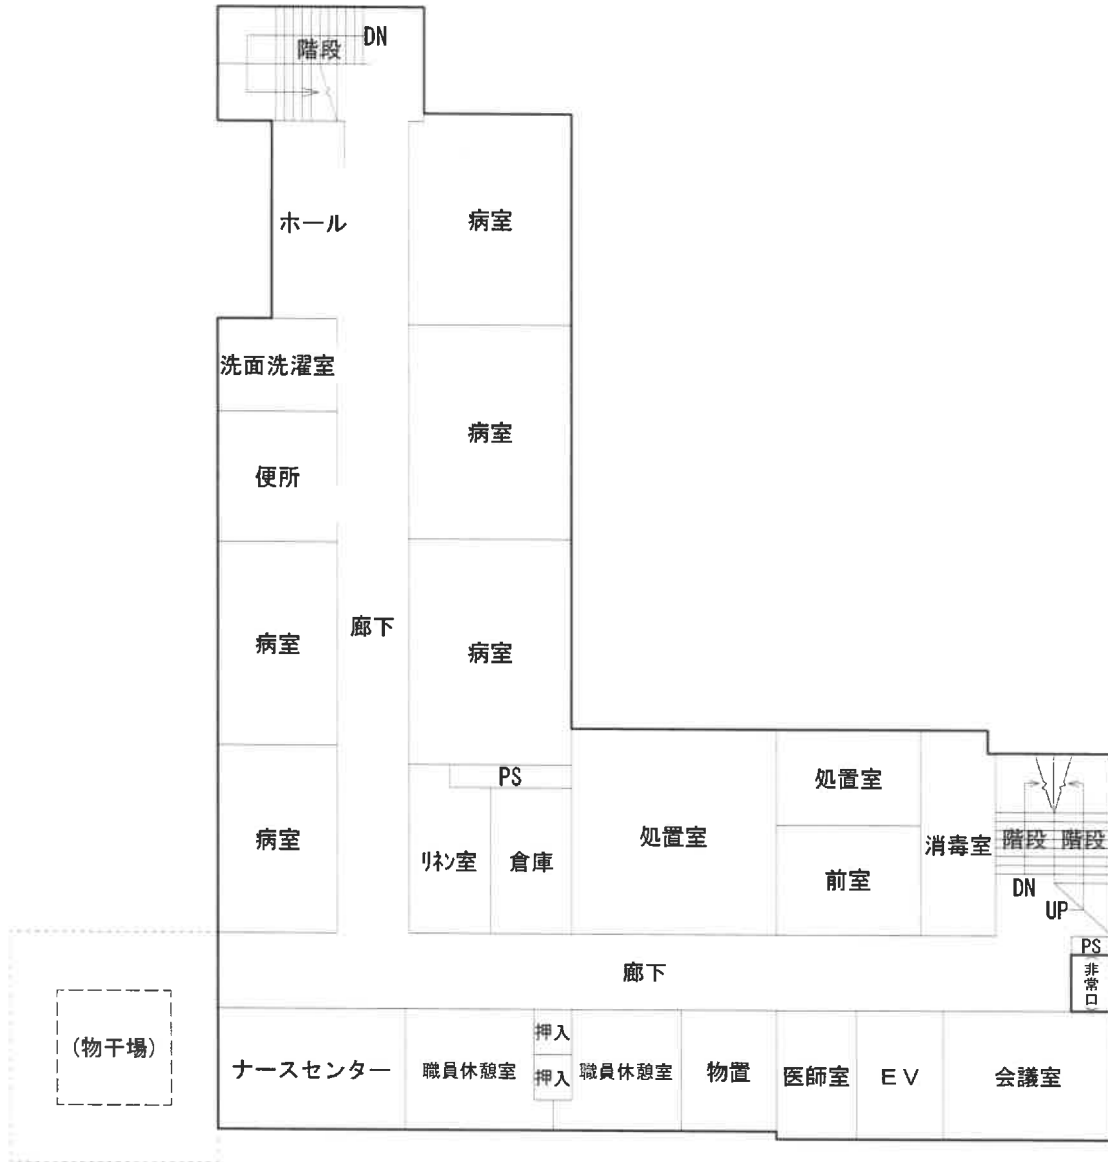 DN
階段
ホール
病室
洗面洗濯室
病室
便所
廊下
病室
病室
PS
処置室
病室
リネン室
倉庫
処置室
前室
消毒室
階段
階段
DN
UP
PS
(非常口)
廊下
(物干場)
ナースセンター
職員休憩室
押入
押入
職員休憩室
物置
医師室
EV
会議室